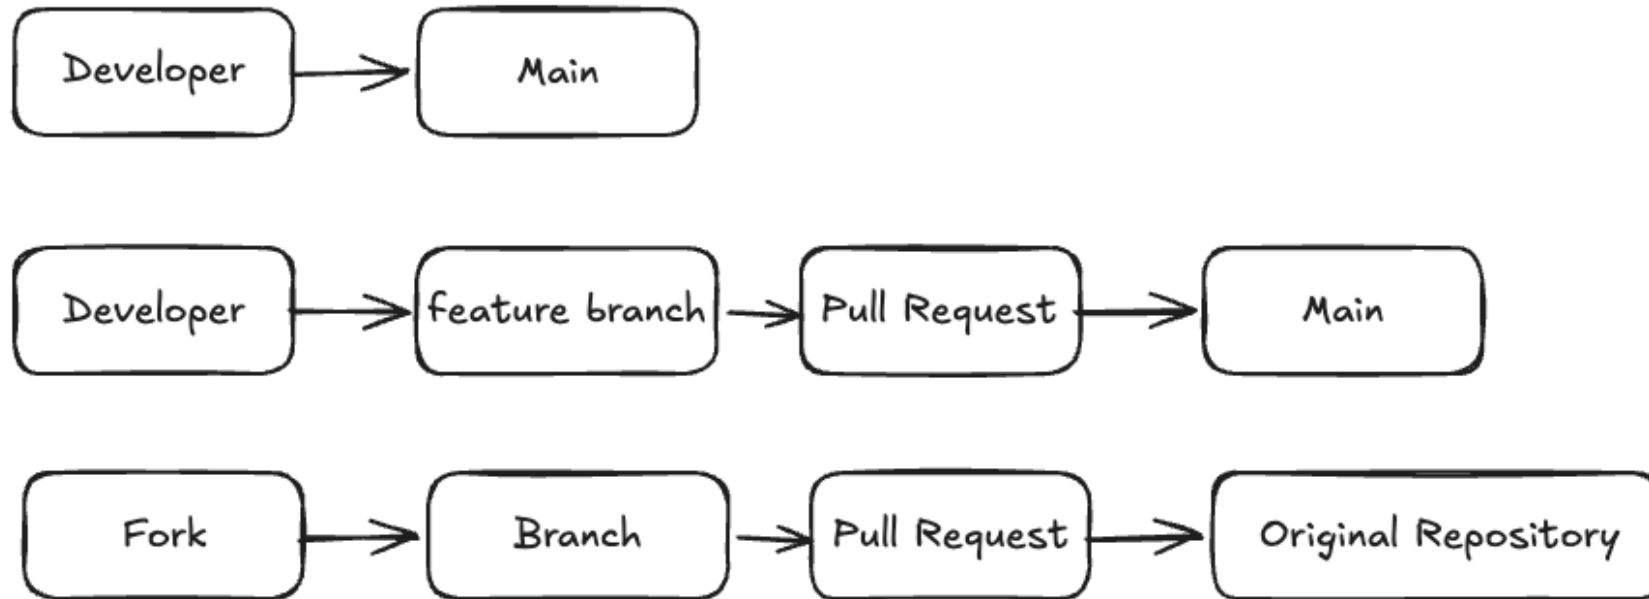 Developer
Main
Developer
feature branch
Pull Request
Main
Fork
Branch
Pull Request
Original Repository